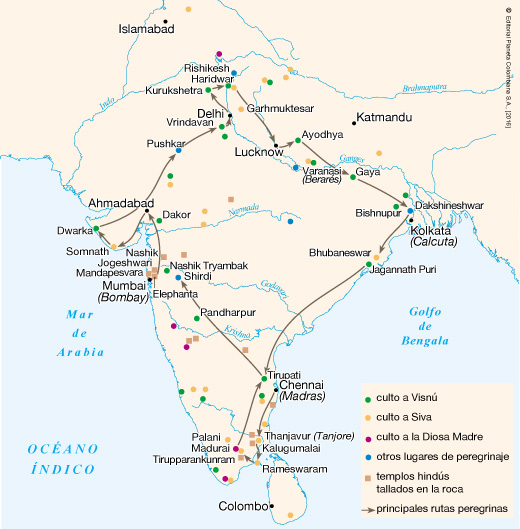 © Editorial Planeta Colombiana S.A., (2016)
Islamabad
Rishikesh
Haridwar
Kurukshetra
Indo
Brahmaputra
Delhi
Garhmuktesar
Vrindavan
Katmandu
Pushkar
Lucknow
Ayodhya
Ganges
Varanasi
(Berarés)
Gaya
Ahmadabad
Dakor
Narmada
Bishnupur
Dakshineshwar
Kolkata
(Calcuta)
Dwarka
Somnath
Bhubaneswar
Nashik
Jogeshwari
Mandapesvara
Nashik Tryambak
Shirdi
Jagannath Puri
Mumbai
(Bombay)
Elephanta
Godavari
Mar
de
Arabia
Pandharpur
Krishna
Golfo
de
Bengala
Tirupati
Chennai
(Madras)
Palani
Madurai
Tirupparankunram
Thanjavur (Tanjore)
Kalugumalai
Rameswaram
Colombo
OCÉANO
ÍNDICO
culto a Visnú
culto a Siva
culto a la Diosa Madre
otros lugares de peregrinaje
templos hindús
tallados en la roca
principales rutas peregrinas